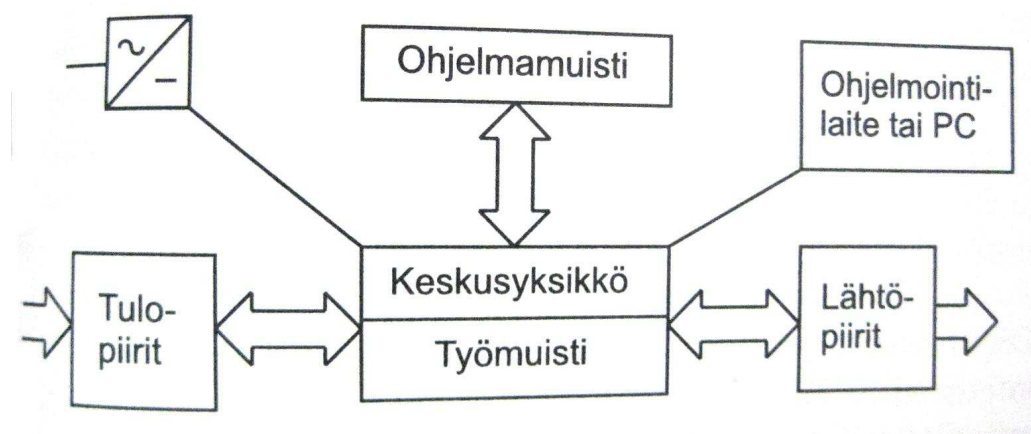 ~
–
Ohjelmamuisti
Ohjelmointi-
laite tai PC
Keskusyksikkö
Työmuisti
Tulo-
piirit
Lähtö-
piirit